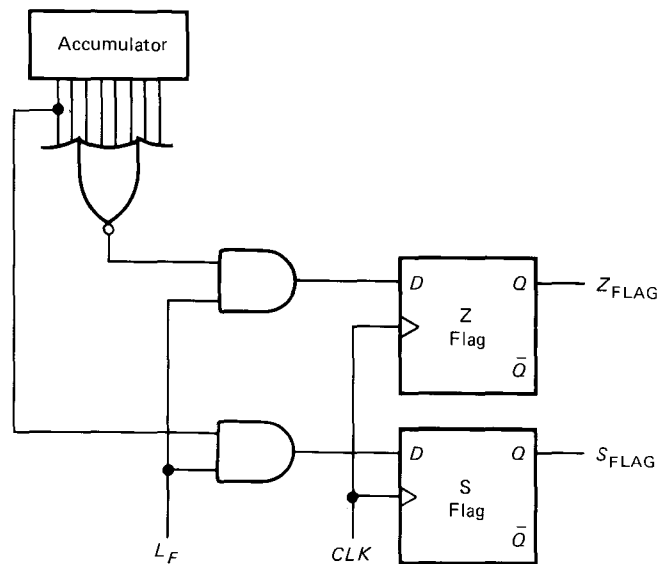 Accumulator
D Q Z_FLAG
Z
Flag
Q̅
D Q S_FLAG
S
Flag
Q̅
L_F CLK